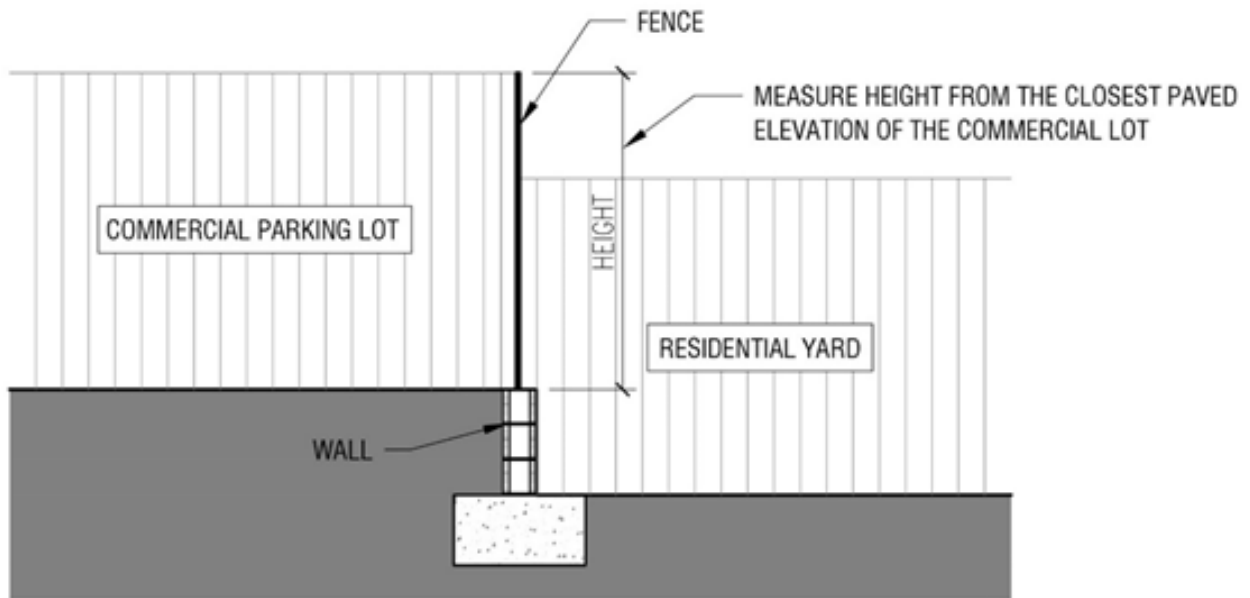 FENCE
MEASURE HEIGHT FROM THE CLOSEST PAVED
ELEVATION OF THE COMMERCIAL LOT
COMMERCIAL PARKING LOT
HEIGHT
RESIDENTIAL YARD
WALL